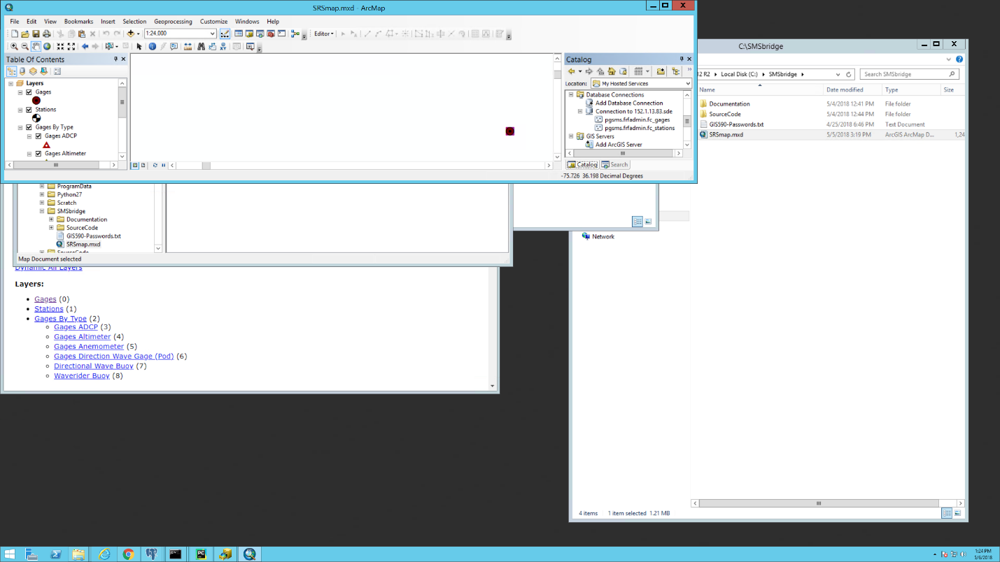 SRSmap.mxd - ArcMap
File Edit View Bookmarks Insert Selection Geoprocessing Customize Windows Help
1:24,000
Editor
Table Of Contents
Layers
Gages
Stations
Gages By Type
Gages ADCP
Gages Altimeter
Catalog
Location: My Hosted Services
Database Connections
Add Database Connection
Connection to 152.1.13.83.sde
pgsms.frfadmin.fc_gages
pgsms.frfadmin.fc_stations
GIS Servers
Add ArcGIS Server
Catalog Search
-75.726 36.198 Decimal Degrees
C:\SMSbridge
Local Disk (C:) SMSbridge
Search SMSbridge
Name Date modified Type Size
Documentation 5/4/2018 12:41 PM File folder
SourceCode 5/4/2018 12:44 PM File folder
GIS590-Passwords.txt 4/25/2018 6:46 PM Text Document
SRSmap.mxd 5/5/2018 3:19 PM ArcGIS ArcMap D... 1,24
Network
4 items 1 item selected 1.21 MB
ProgramData
Python27
Scratch
SMSbridge
Documentation
SourceCode
GIS590-Passwords.txt
SRSmap.mxd
SourceCode
Map Document selected
Dynamic All Layers
Layers:
Gages (0)
Stations (1)
Gages By Type (2)
Gages ADCP (3)
Gages Altimeter (4)
Gages Anemometer (5)
Gages Direction Wave Gage (Pod) (6)
Directional Wave Buoy (7)
Waverider Buoy (8)
1:24 PM
5/6/2018